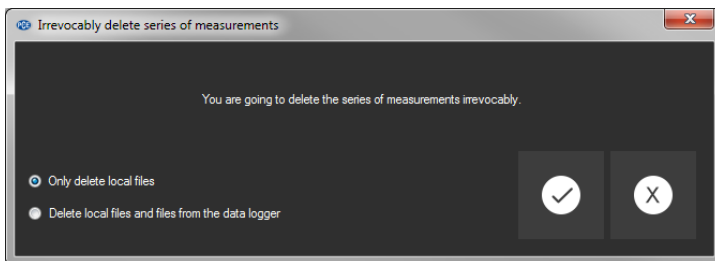 Irrevocably delete series of measurements
You are going to delete the series of measurements irrevocably.
Only delete local files
Delete local files and files from the data logger